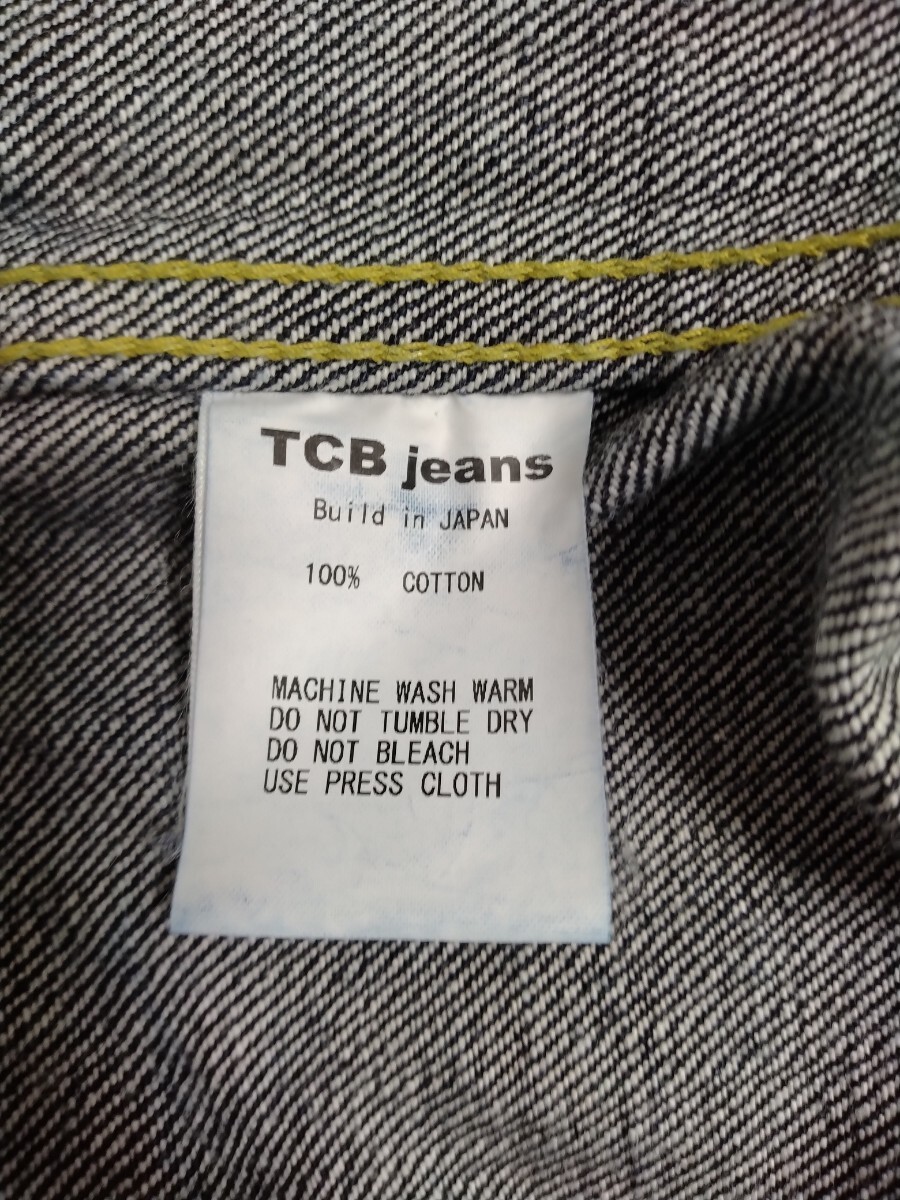 TCB jeans
Build in JAPAN
100% COTTON
MACHINE WASH WARM
DO NOT TUMBLE DRY
DO NOT BLEACH
USE PRESS CLOTH